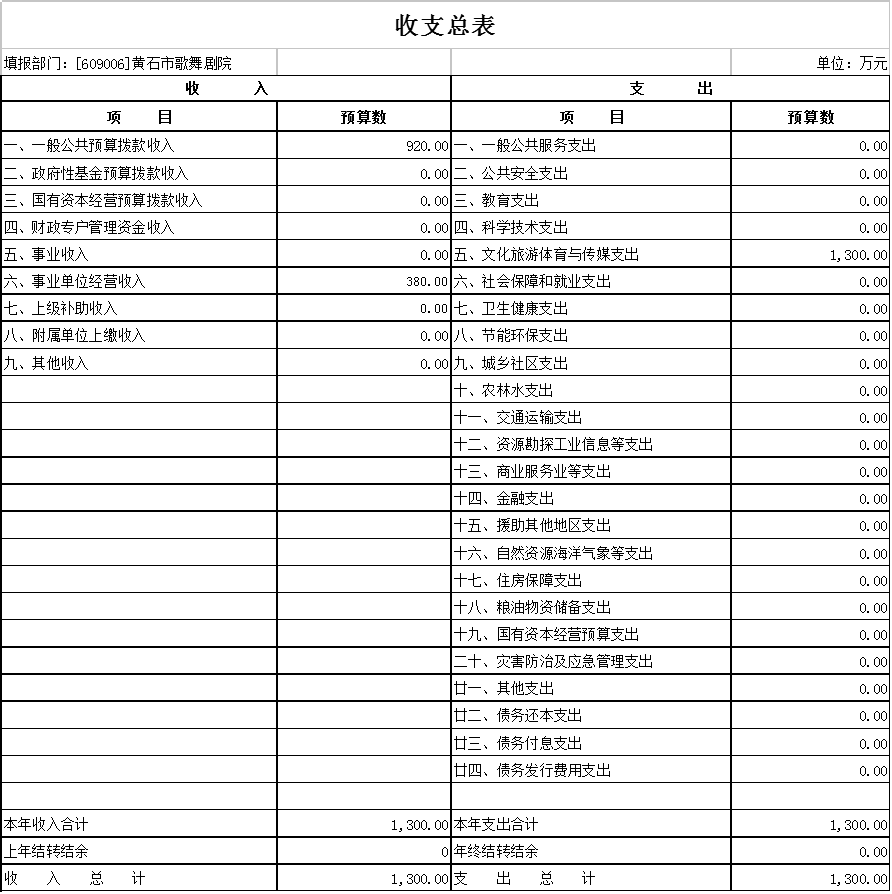 收支总表
填报部门：[609006]黄石市歌舞剧院 单位：万元
收 入 支 出
项 目 预算数 项 目 预算数
一、一般公共预算拨款收入 920.00 一、一般公共服务支出 0.00
二、政府性基金预算拨款收入 0.00 二、公共安全支出 0.00
三、国有资本经营预算拨款收入 0.00 三、教育支出 0.00
四、财政专户管理资金收入 0.00 四、科学技术支出 0.00
五、事业收入 0.00 五、文化旅游体育与传媒支出 1,300.00
六、事业单位经营收入 380.00 六、社会保障和就业支出 0.00
七、上级补助收入 0.00 七、卫生健康支出 0.00
八、附属单位上缴收入 0.00 八、节能环保支出 0.00
九、其他收入 0.00 九、城乡社区支出 0.00
十、农林水支出 0.00
十一、交通运输支出 0.00
十二、资源勘探工业信息等支出 0.00
十三、商业服务业等支出 0.00
十四、金融支出 0.00
十五、援助其他地区支出 0.00
十六、自然资源海洋气象等支出 0.00
十七、住房保障支出 0.00
十八、粮油物资储备支出 0.00
十九、国有资本经营预算支出 0.00
二十、灾害防治及应急管理支出 0.00
廿一、其他支出 0.00
廿二、债务还本支出 0.00
廿三、债务付息支出 0.00
廿四、债务发行费用支出 0.00
本年收入合计 1,300.00 本年支出合计 1,300.00
上年结转结余 0 年终结转结余 0.00
收 入 总 计 1,300.00 支 出 总 计 1,300.00